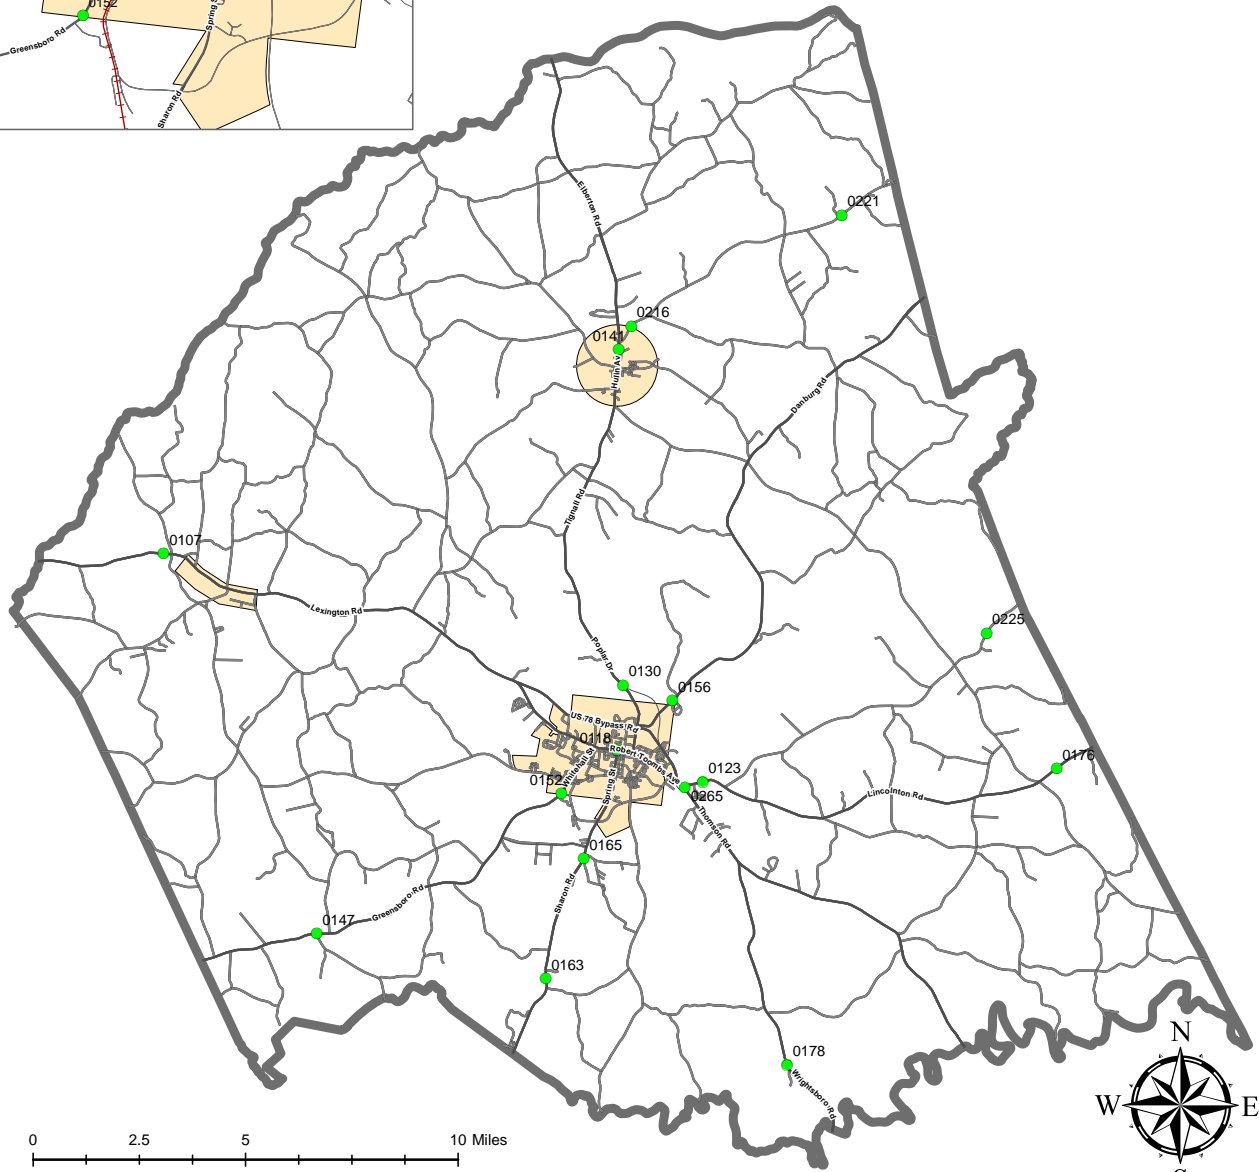 0152
Greensboro Rd
Spring S
Sharon Rd
0221
Elberton Rd
0216
0141
Hulin Av
Danburg Rd
Tignall Rd
0107
Lexington Rd
0225
Poplar Dr
0130
0156
US 78 Bypass Rd
0118
Robert Toombs Ave
Whitehall St
Spring St
0152
0123
0265
0176
Lincolnton Rd
Thomson Rd
0165
Sharon Rd
Greensboro Rd
0147
0163
0178
Wrightsboro Rd
N
W
E
S
0 2.5 5 10 Miles